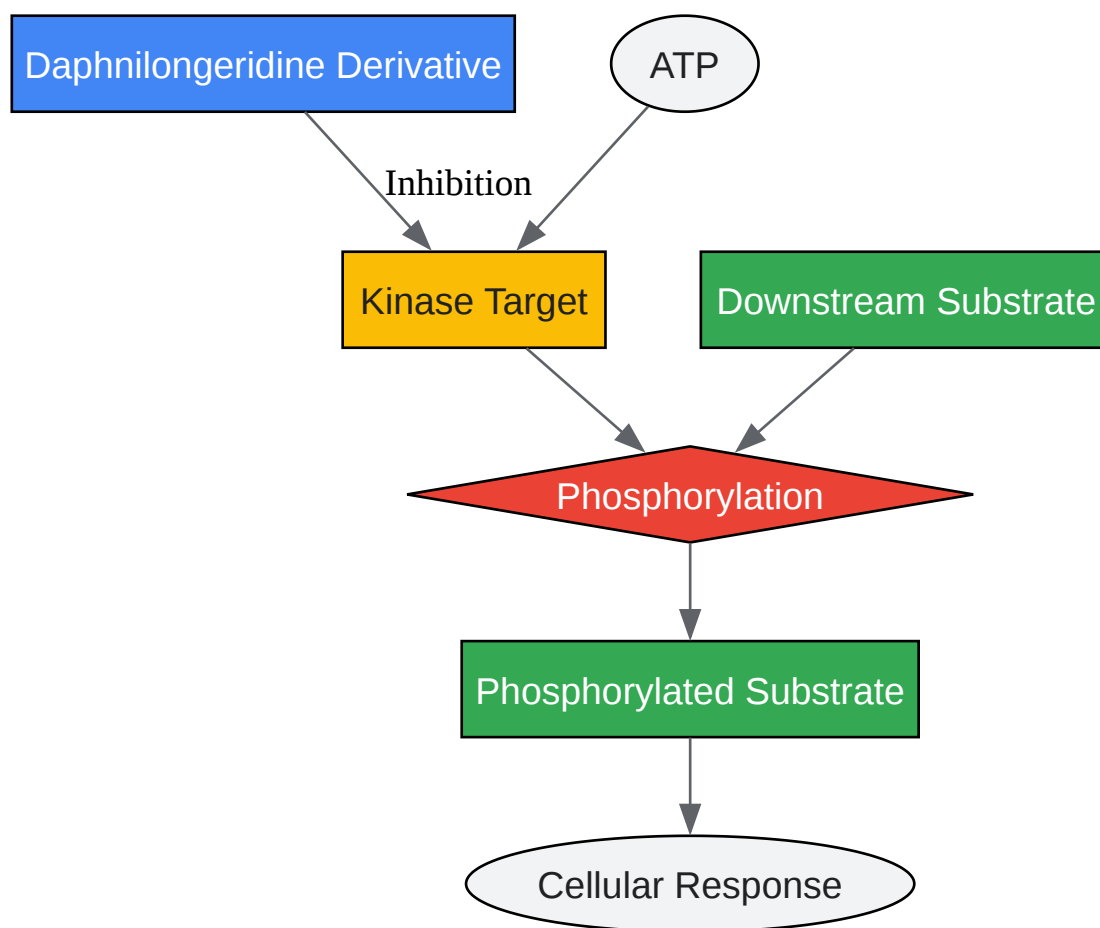 Daphnilongeridine Derivative
ATP
Inhibition
Kinase Target
Downstream Substrate
Phosphorylation
Phosphorylated Substrate
Cellular Response